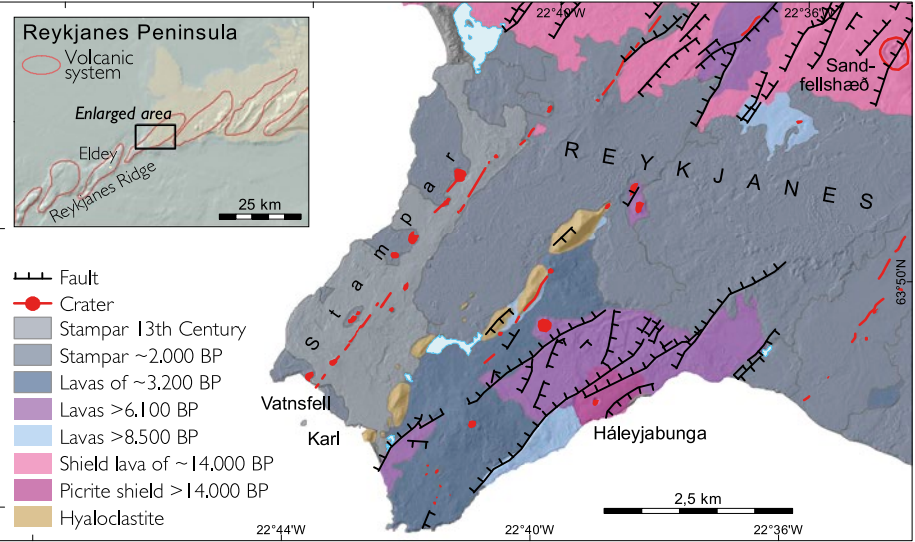 22°40'W
22°36'W
Reykjanes Peninsula
Volcanic
system
Enlarged area
Eldey
Reykjanes Ridge
25 km
Sand-
fellshæð
REYKJANES
Stampar
63°50'N
Fault
Crater
Stampar 13th Century
Stampar ~2.000 BP
Lavas of ~3.200 BP
Lavas >6.100 BP
Lavas >8.500 BP
Shield lava of ~14.000 BP
Picrite shield >14.000 BP
Hyaloclastite
Vatnsfell
Karl
Háleyjabunga
2,5 km
22°44'W
22°40'W
22°36'W